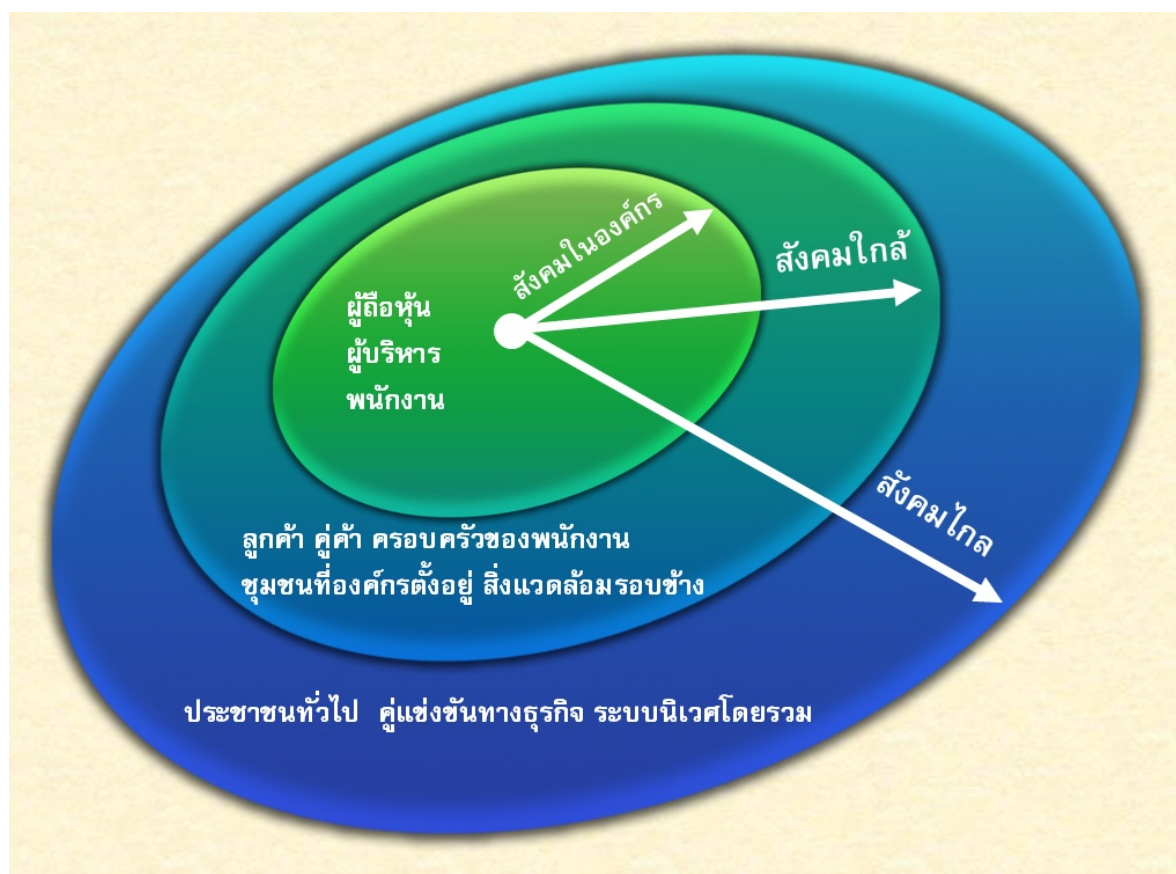 สังคมในองค์กร
สังคมใกล้
ผู้ถือหุ้น
ผู้บริหาร
พนักงาน
สังคมไกล
ลูกค้า คู่ค้า ครอบครัวของพนักงาน
ชุมชนที่องค์กรตั้งอยู่ สิ่งแวดล้อมรอบข้าง
ประชาชนทั่วไป คู่แข่งขันทางธุรกิจ ระบบนิเวศโดยรวม